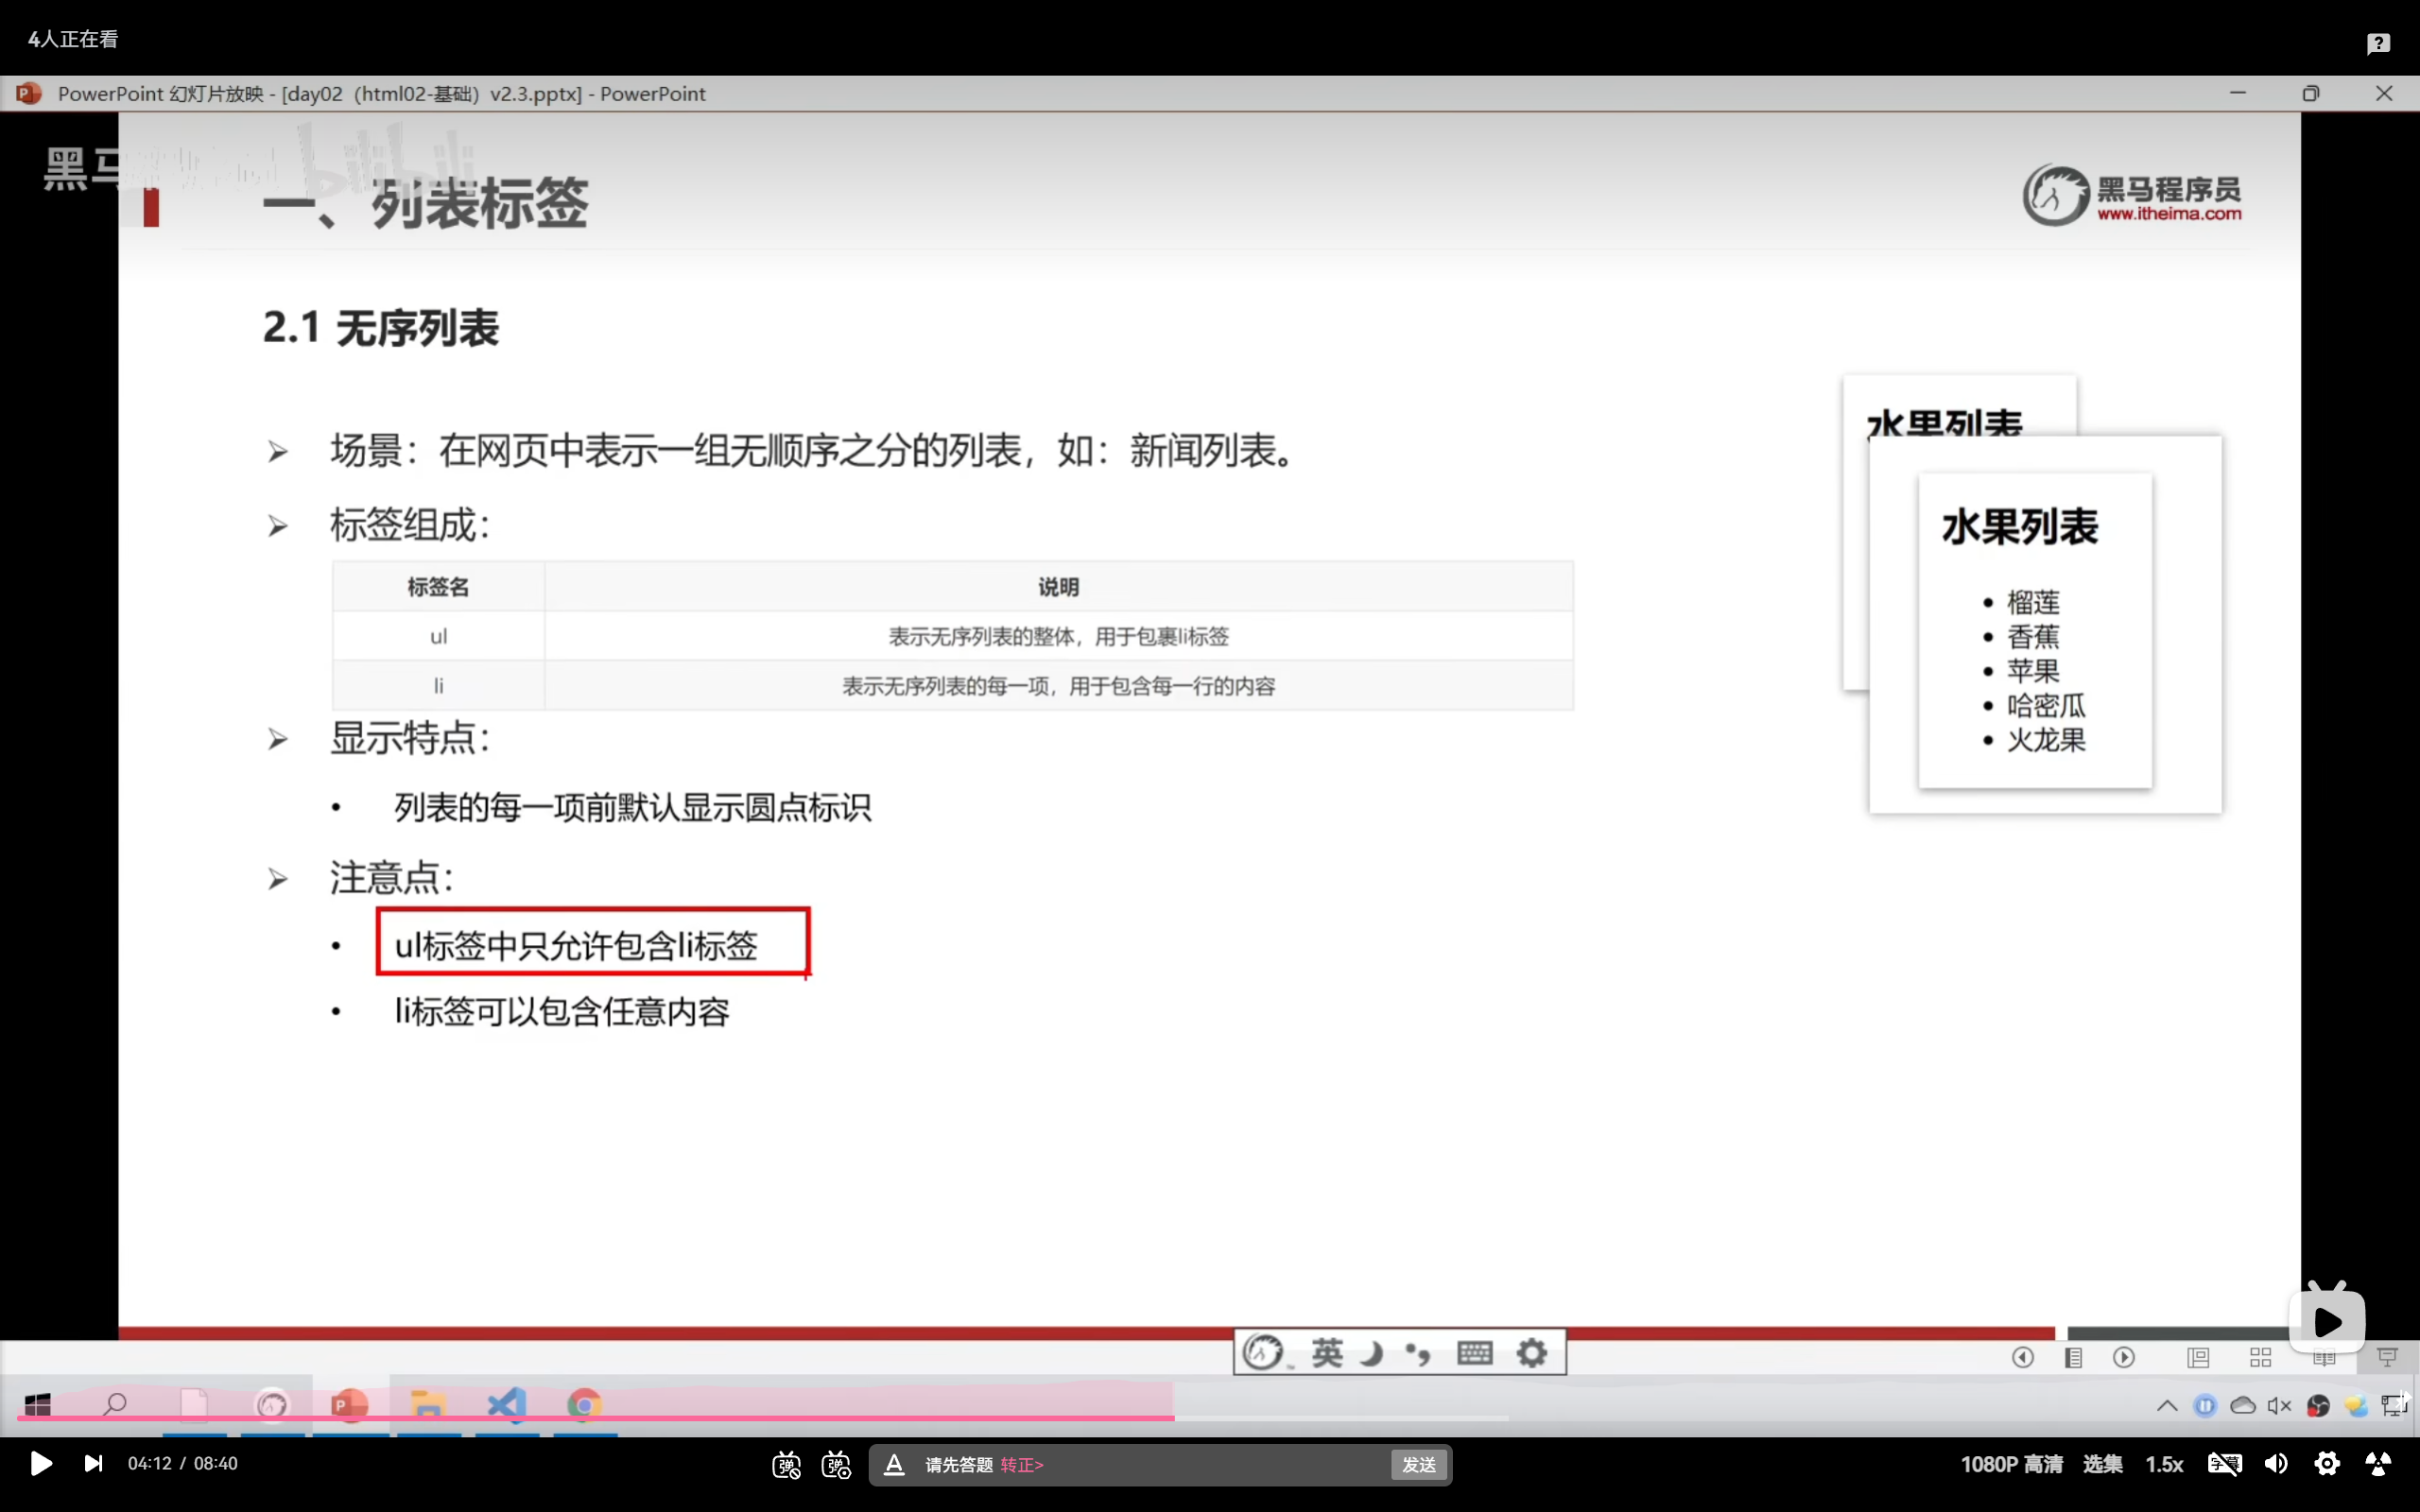 4人正在看
PowerPoint 幻灯片放映 - [day02（html02-基础）v2.3.pptx] - PowerPoint
黑马
bilibili
一、列表标签
黑马程序员
www.itheima.com
2.1 无序列表
场景：在网页中表示一组无顺序之分的列表，如：新闻列表。
标签组成：
标签名 说明
ul 表示无序列表的整体，用于包裹li标签
li 表示无序列表的每一项，用于包含每一行的内容
显示特点：
• 列表的每一项前默认显示圆点标识
注意点：
• ul标签中只允许包含li标签
• li标签可以包含任意内容
水果列表
水果列表
• 榴莲
• 香蕉
• 苹果
• 哈密瓜
• 火龙果
英
04:12 / 08:40
弹
弹
请先答题 转正>
发送
1080P 高清
选集
1.5x
字幕